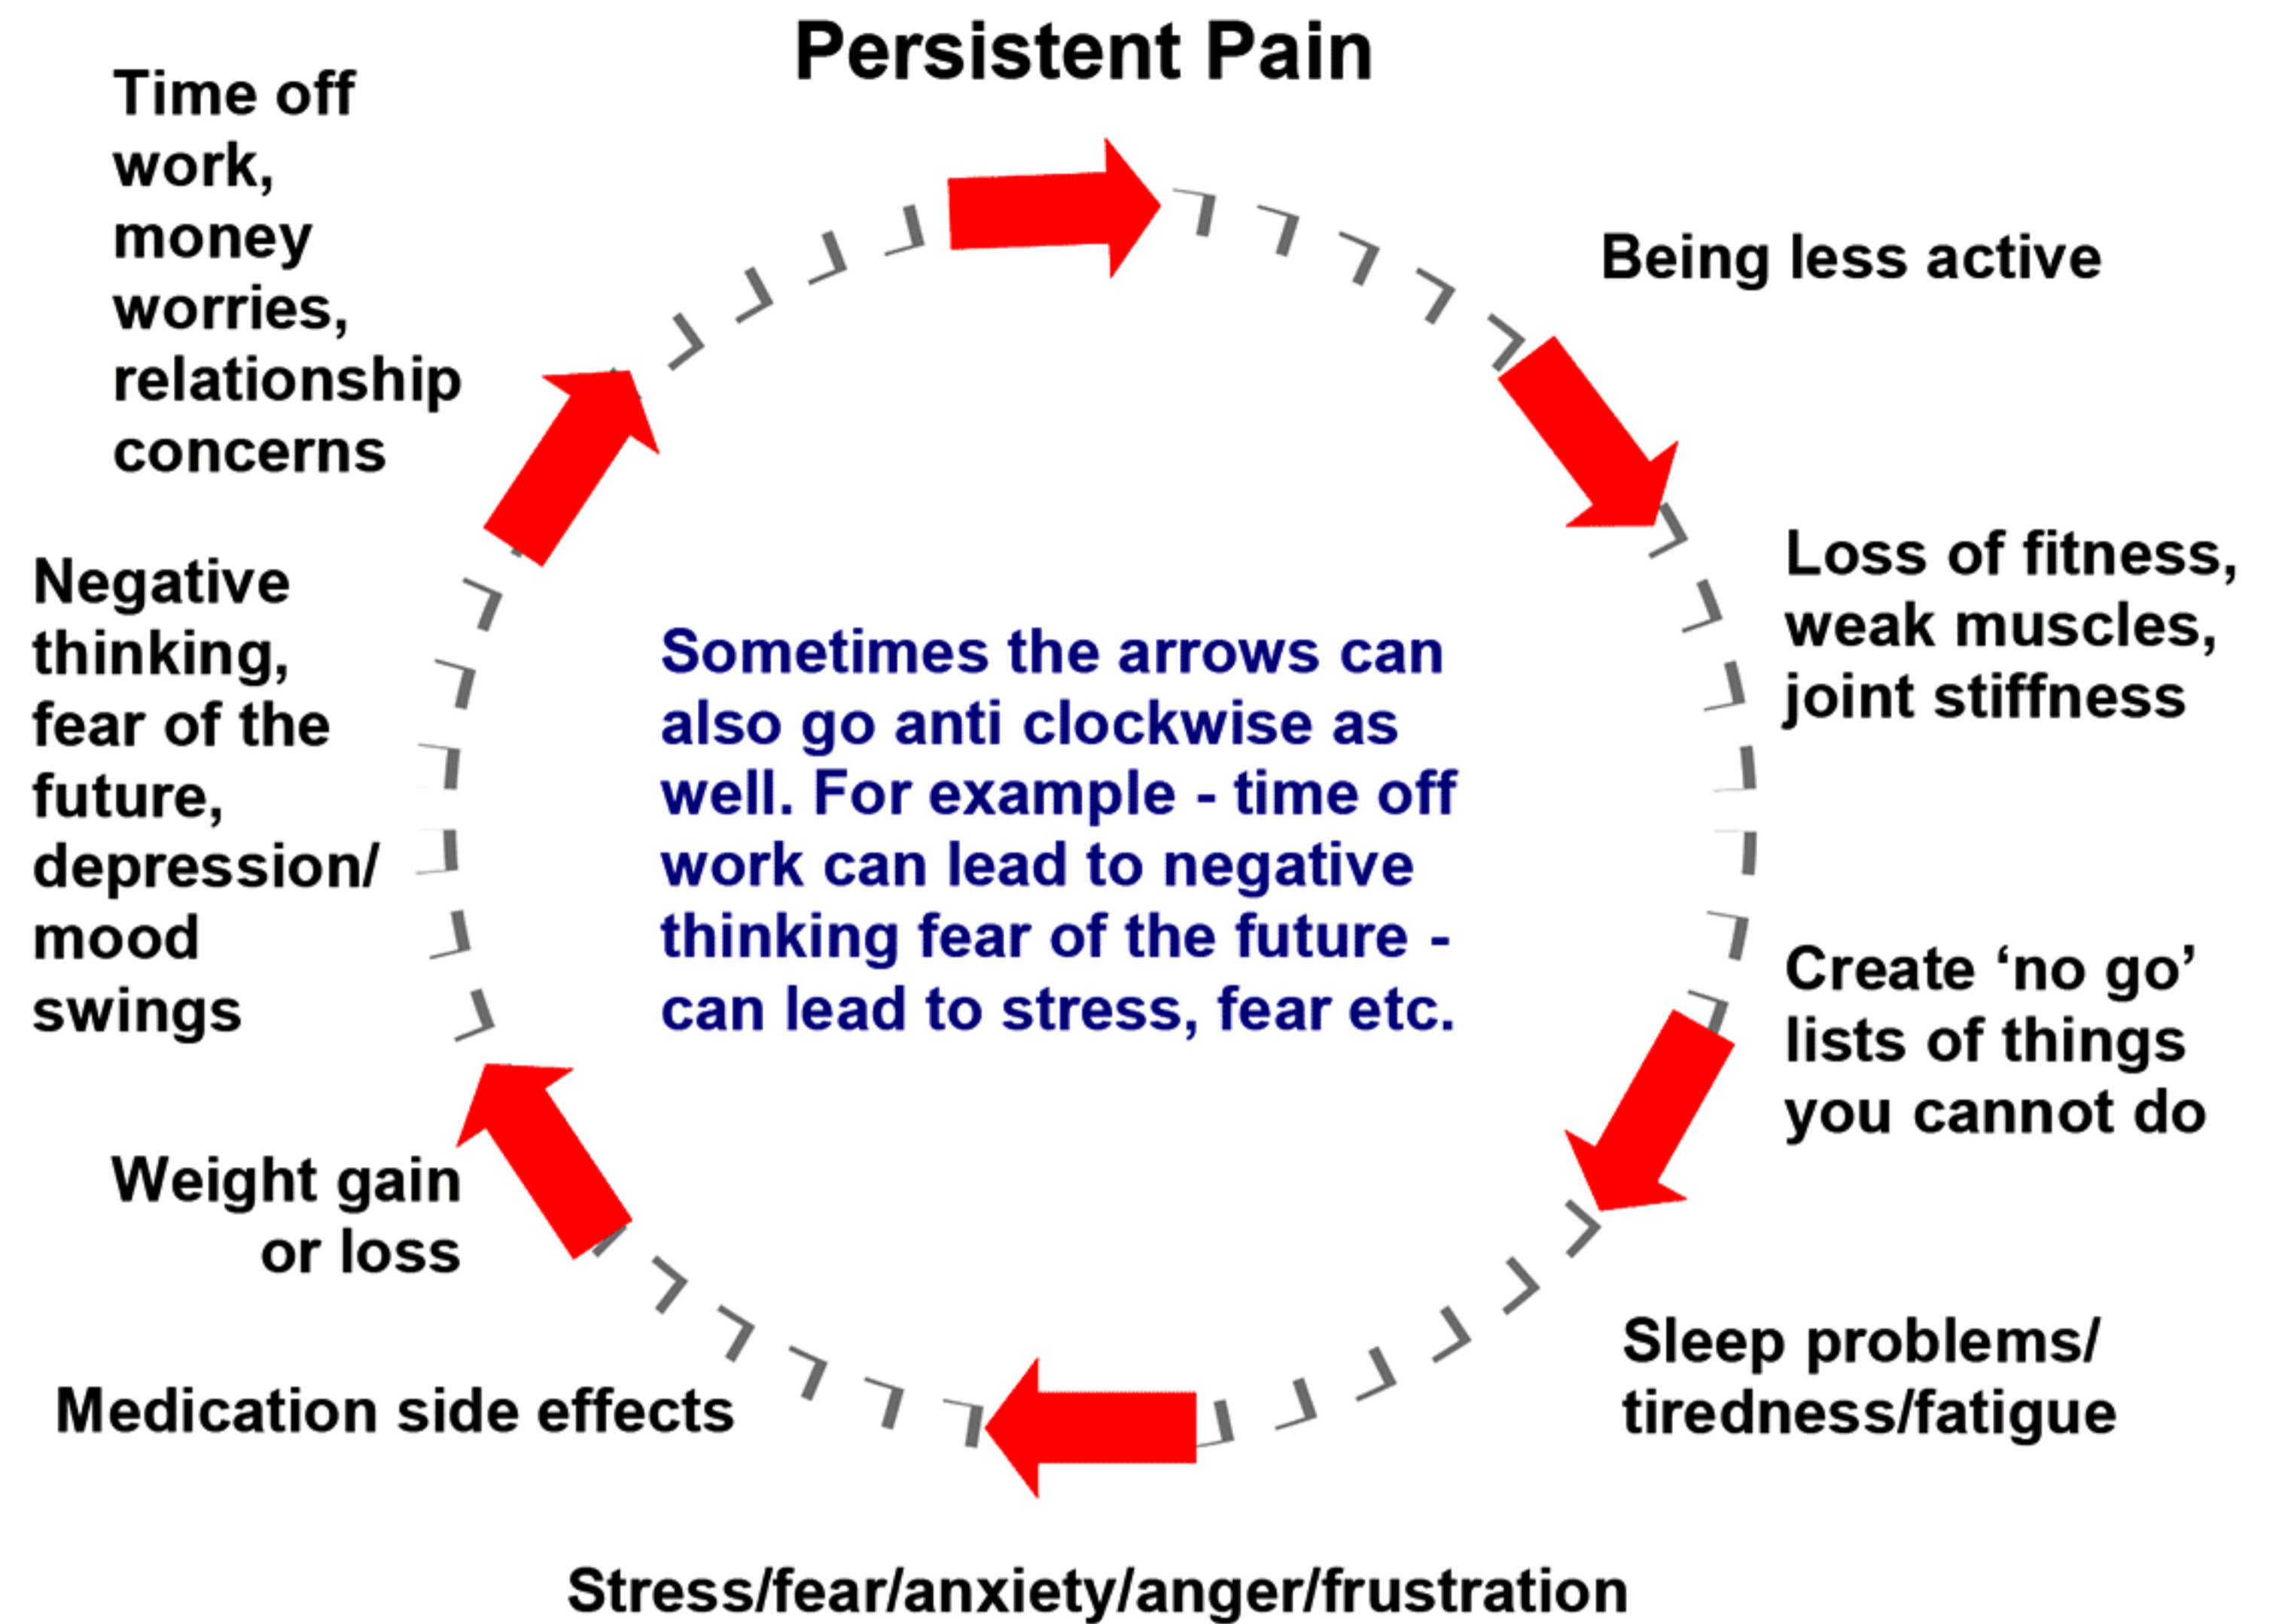 Persistent Pain
Being less active
Loss of fitness,
weak muscles,
joint stiffness
Create ‘no go’
lists of things
you cannot do
Sleep problems/
tiredness/fatigue
Stress/fear/anxiety/anger/frustration
Medication side effects
Weight gain
or loss
Negative
thinking,
fear of the
future,
depression/
mood
swings
Time off
work,
money
worries,
relationship
concerns
Sometimes the arrows can
also go anti clockwise as
well. For example - time off
work can lead to negative
thinking fear of the future -
can lead to stress, fear etc.